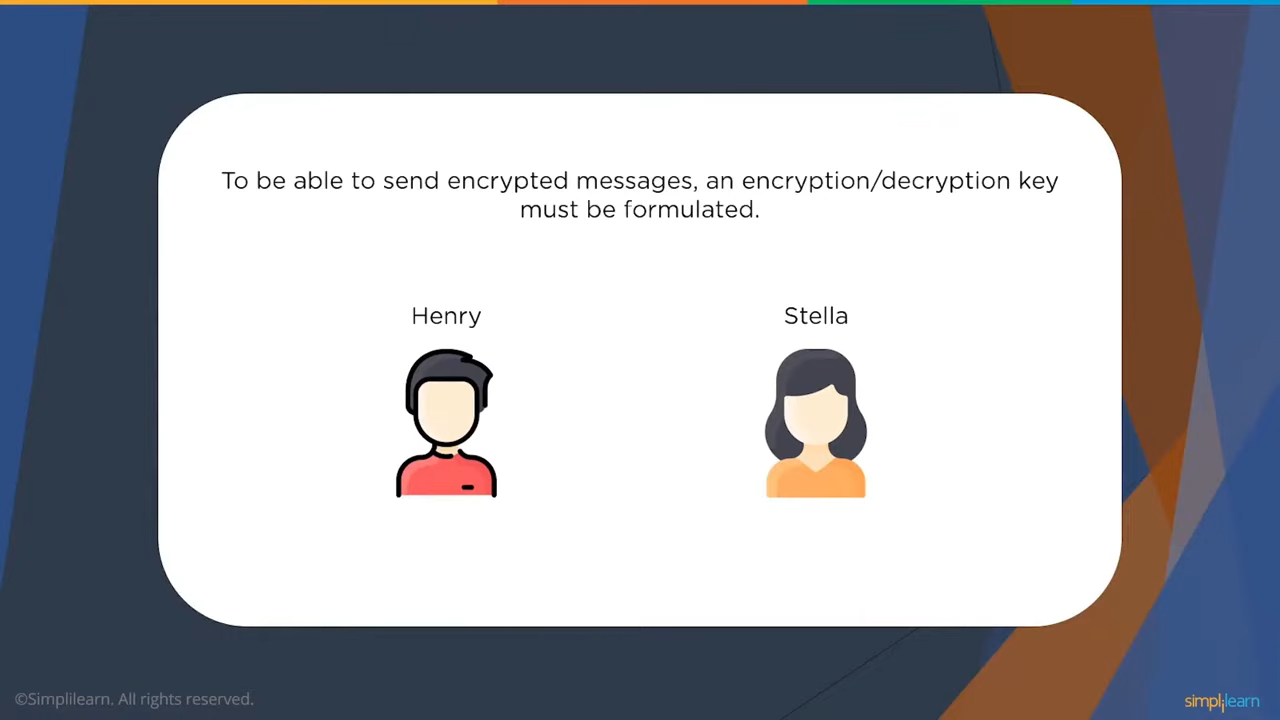 To be able to send encrypted messages, an encryption/decryption key
must be formulated.
Henry
Stella
©Simplilearn. All rights reserved.
simplilearn